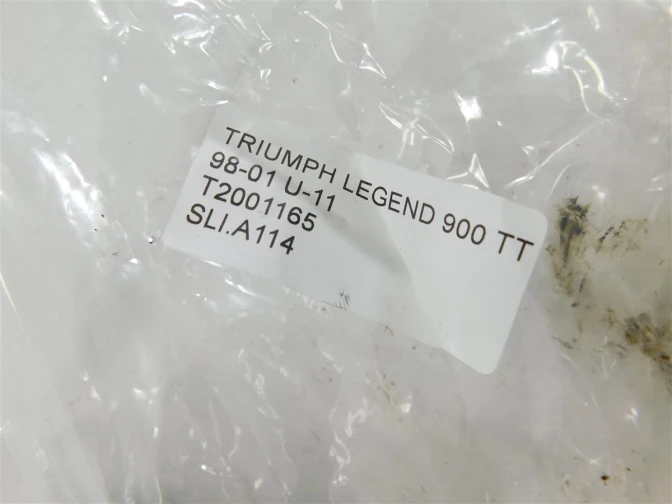 TRIUMPH LEGEND 900 TT
98-01 U-11
T2001165
SLI.A114